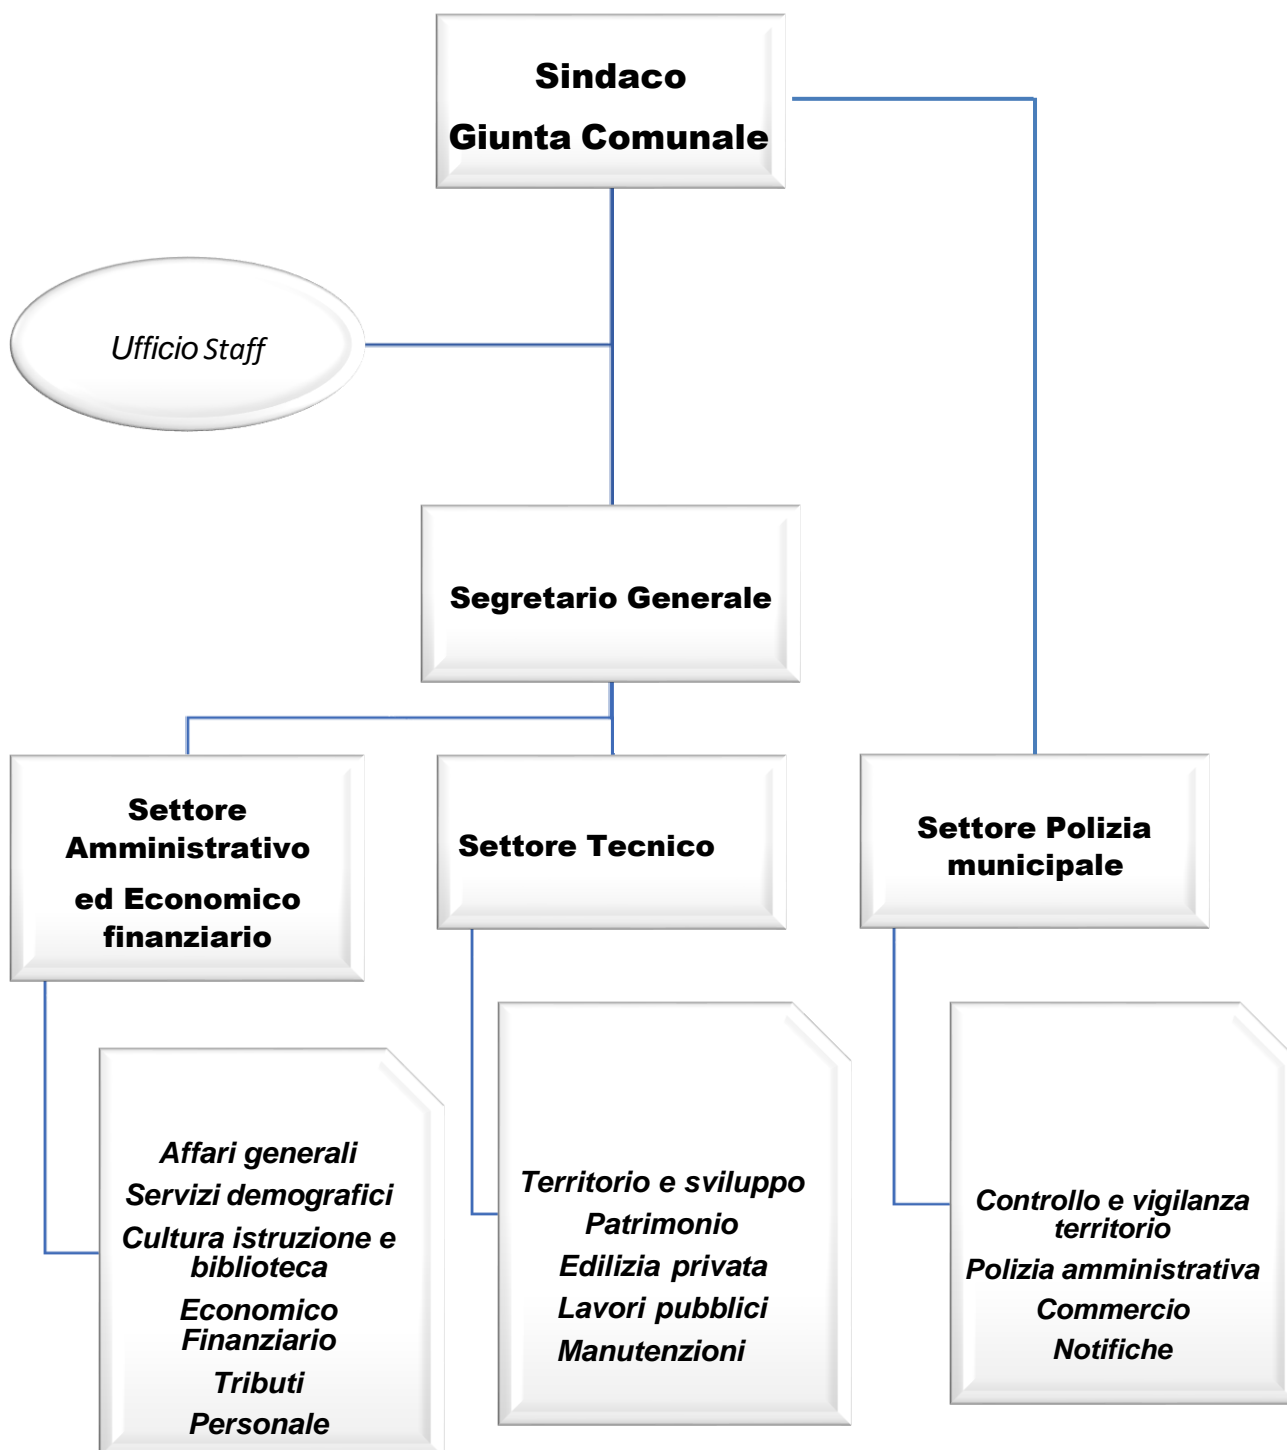 Sindaco
Giunta Comunale
Ufficio Staff
Segretario Generale
Settore
Amministrativo
ed Economico
finanziario
Settore Tecnico
Settore Polizia
municipale
Affari generali
Servizi demografici
Cultura istruzione e
biblioteca
Economico
Finanziario
Tributi
Personale
Territorio e sviluppo
Patrimonio
Edilizia privata
Lavori pubblici
Manutenzioni
Controllo e vigilanza
territorio
Polizia amministrativa
Commercio
Notifiche